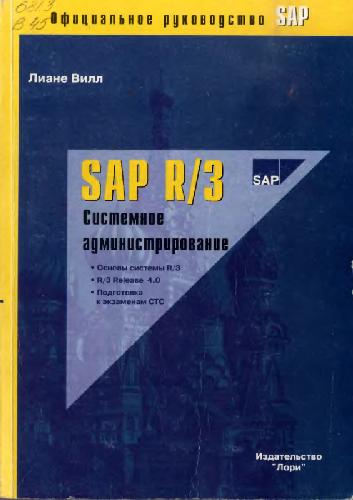 Официальное руководство SAP
Лиане Вилл
SAP R/3
SAP
Системное
администрирование
• Основы системы R/3
• R/3 Release 4.0
• Подготовка
к экзаменам CTC
Издательство
"Лори"